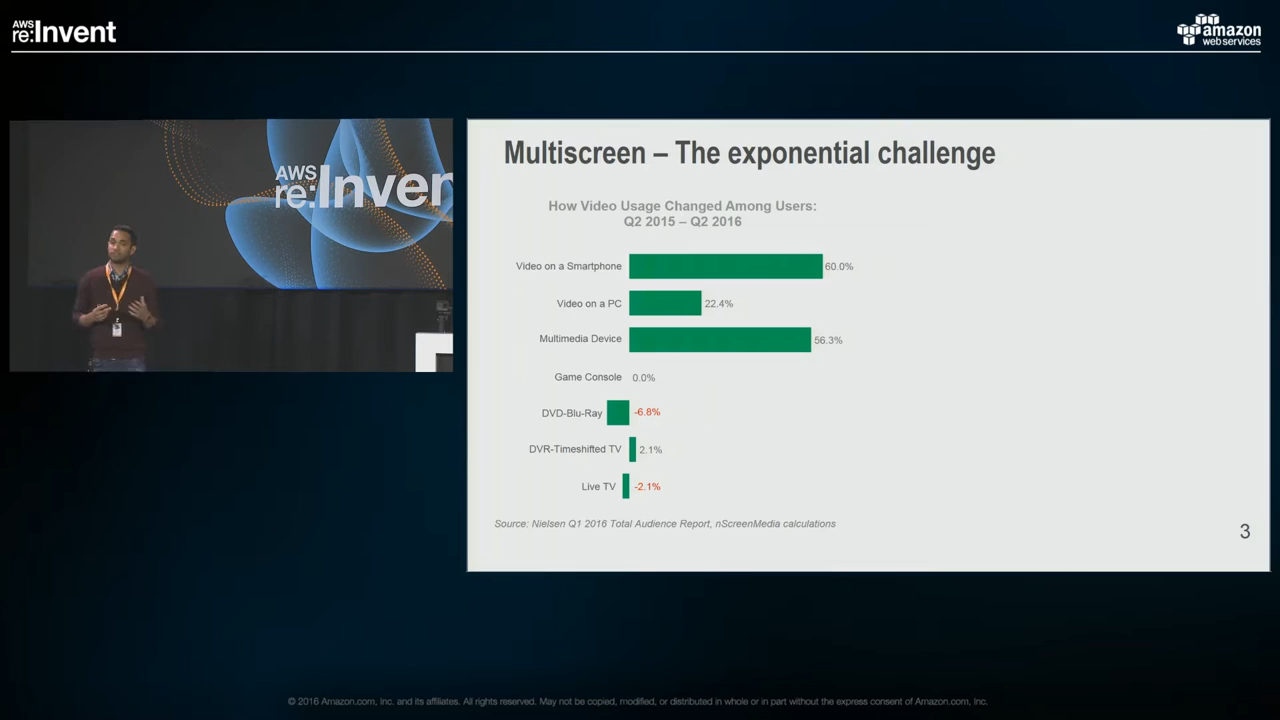 AWS
re:Invent
amazon
web services
AWS
re:Inven
Multiscreen – The exponential challenge
How Video Usage Changed Among Users:
Q2 2015 – Q2 2016
Video on a Smartphone 60.0%
Video on a PC 22.4%
Multimedia Device 56.3%
Game Console 0.0%
DVD-Blu-Ray -6.8%
DVR-Timeshifted TV 2.1%
Live TV -2.1%
Source: Nielsen Q1 2016 Total Audience Report, nScreenMedia calculations
3
© 2016 Amazon.com, Inc. and its affiliates. All rights reserved. May not be copied, modified, or distributed in whole or in part without the express consent of Amazon.com, Inc.